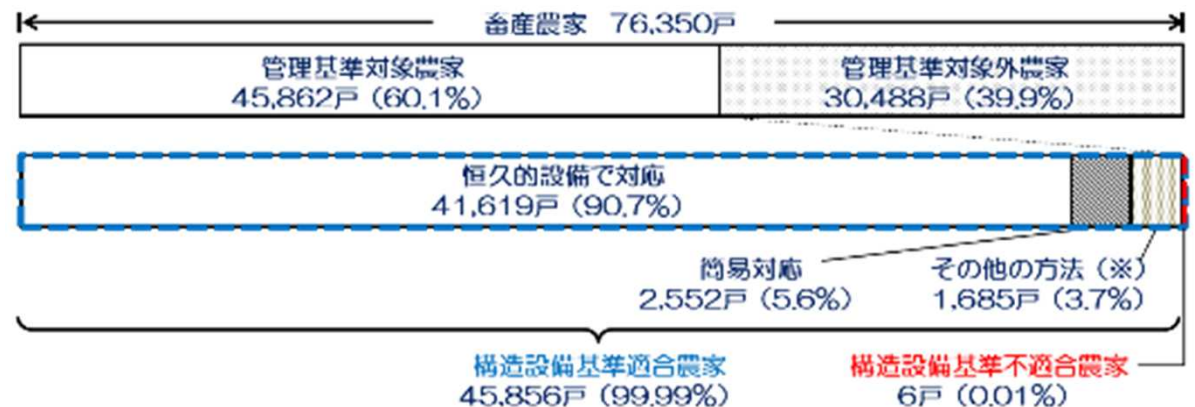 畜産農家 76,350戸
管理基準対象農家
45,862戸 (60.1%)
管理基準対象外農家
30,488戸 (39.9%)
恒久的設備で対応
41,619戸 (90.7%)
簡易対応
2,552戸 (5.6%)
その他の方法 (※)
1,685戸 (3.7%)
構造設備基準適合農家
45,856戸 (99.99%)
構造設備基準不適合農家
6戸 (0.01%)